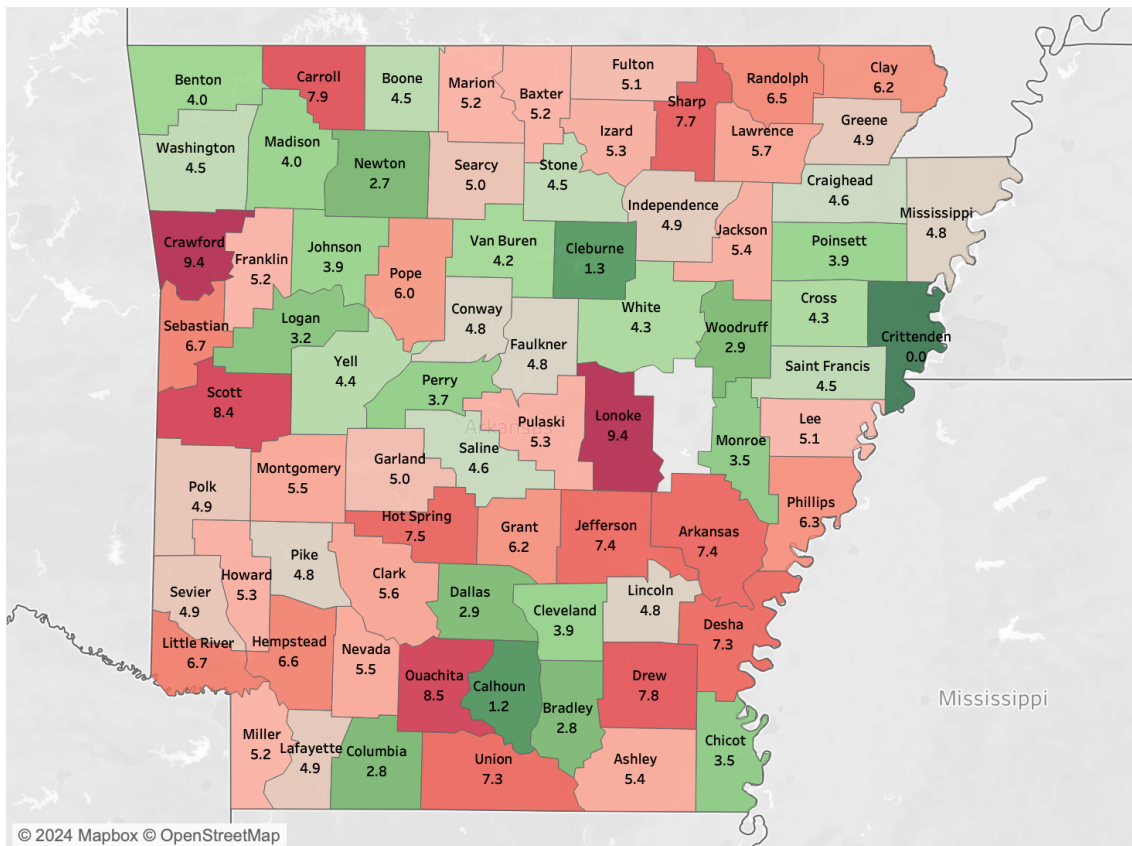 Benton
4.0
Carroll
7.9
Boone
4.5
Marion
5.2
Baxter
5.2
Fulton
5.1
Sharp
7.7
Randolph
6.5
Clay
6.2
Washington
4.5
Madison
4.0
Newton
2.7
Searcy
5.0
Stone
4.5
Izard
5.3
Lawrence
5.7
Greene
4.9
Independence
4.9
Craighead
4.6
Mississippi
4.8
Crawford
9.4
Franklin
5.2
Johnson
3.9
Pope
6.0
Van Buren
4.2
Cleburne
1.3
Jackson
5.4
Poinsett
3.9
Sebastian
6.7
Logan
3.2
Conway
4.8
Faulkner
4.8
White
4.3
Woodruff
2.9
Cross
4.3
Crittenden
0.0
Scott
8.4
Yell
4.4
Perry
3.7
Saint Francis
4.5
Arkansas
Pulaski
5.3
Lonoke
9.4
Monroe
3.5
Lee
5.1
Polk
4.9
Montgomery
5.5
Garland
5.0
Saline
4.6
Phillips
6.3
Hot Spring
7.5
Grant
6.2
Jefferson
7.4
Arkansas
7.4
Sevier
4.9
Howard
5.3
Pike
4.8
Clark
5.6
Dallas
2.9
Cleveland
3.9
Lincoln
4.8
Desha
7.3
Little River
6.7
Hempstead
6.6
Nevada
5.5
Ouachita
8.5
Calhoun
1.2
Bradley
2.8
Drew
7.8
Mississippi
Miller
5.2
Lafayette
4.9
Columbia
2.8
Union
7.3
Ashley
5.4
Chicot
3.5
© 2024 Mapbox © OpenStreetMap